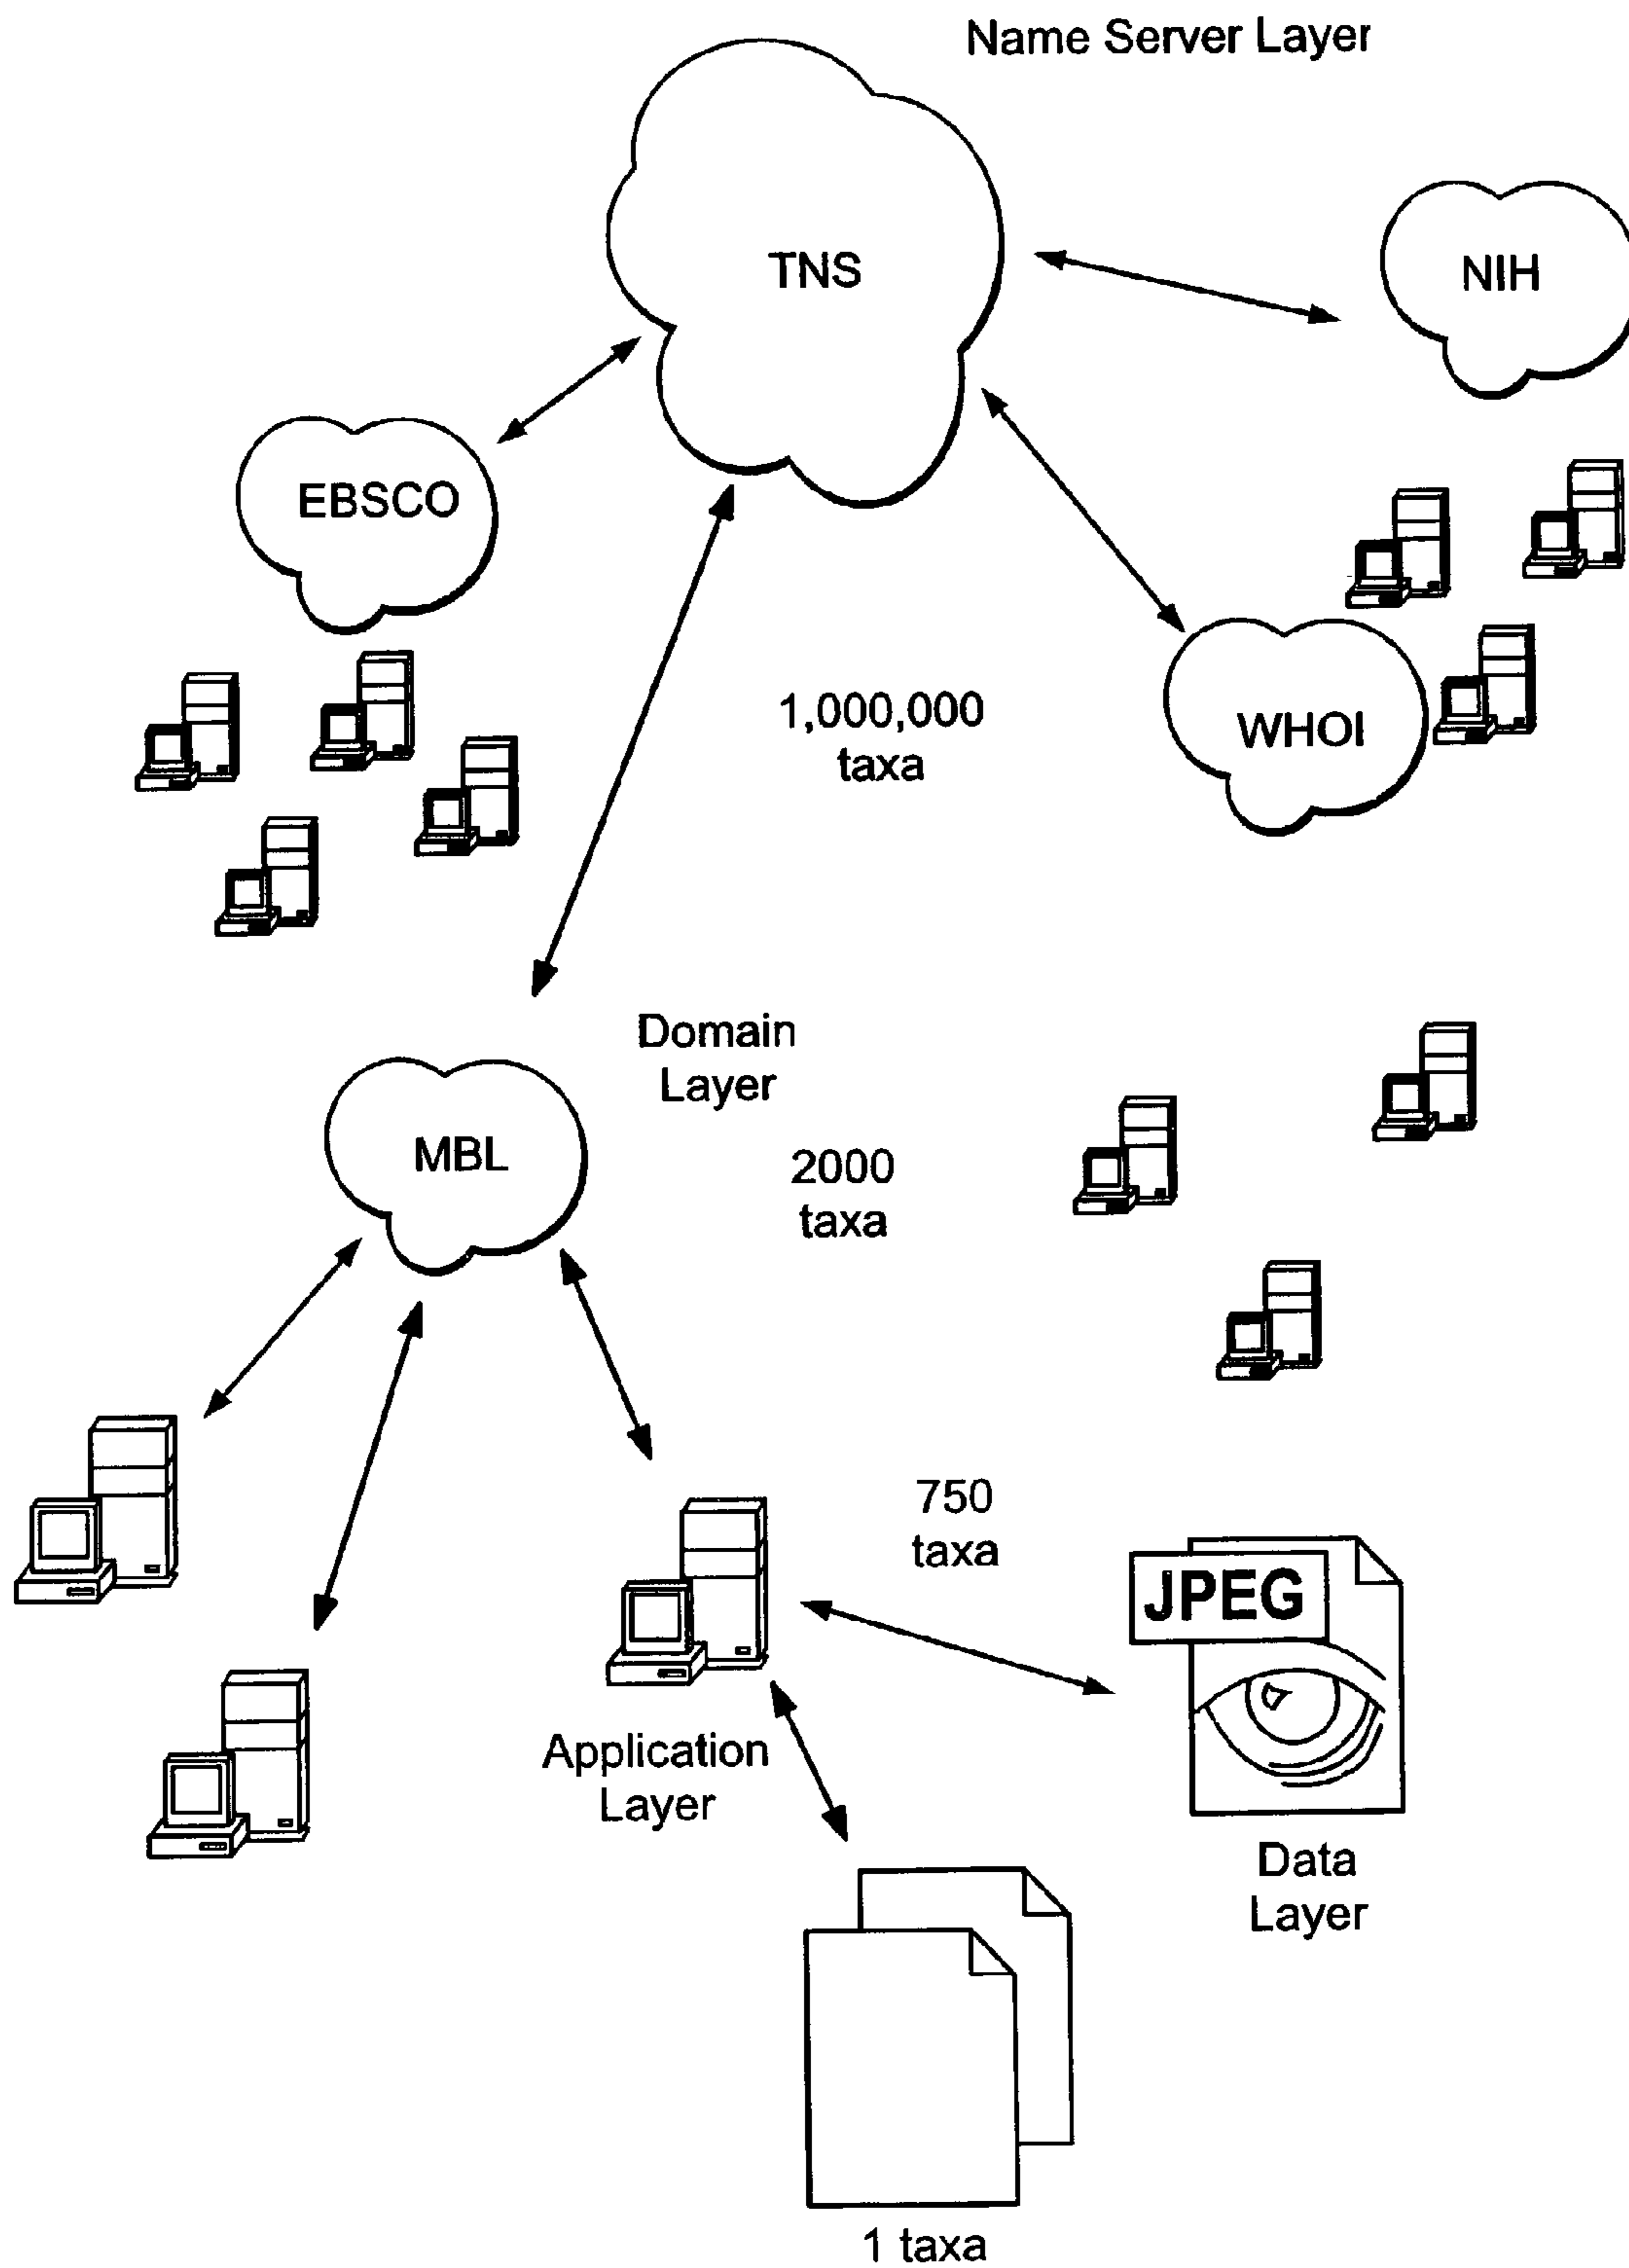 Name Server Layer
TNS
NIH
EBSCO
1,000,000
taxa
WHOI
Domain
Layer
MBL
2000
taxa
750
taxa
JPEG
Application
Layer
Data
Layer
1 taxa